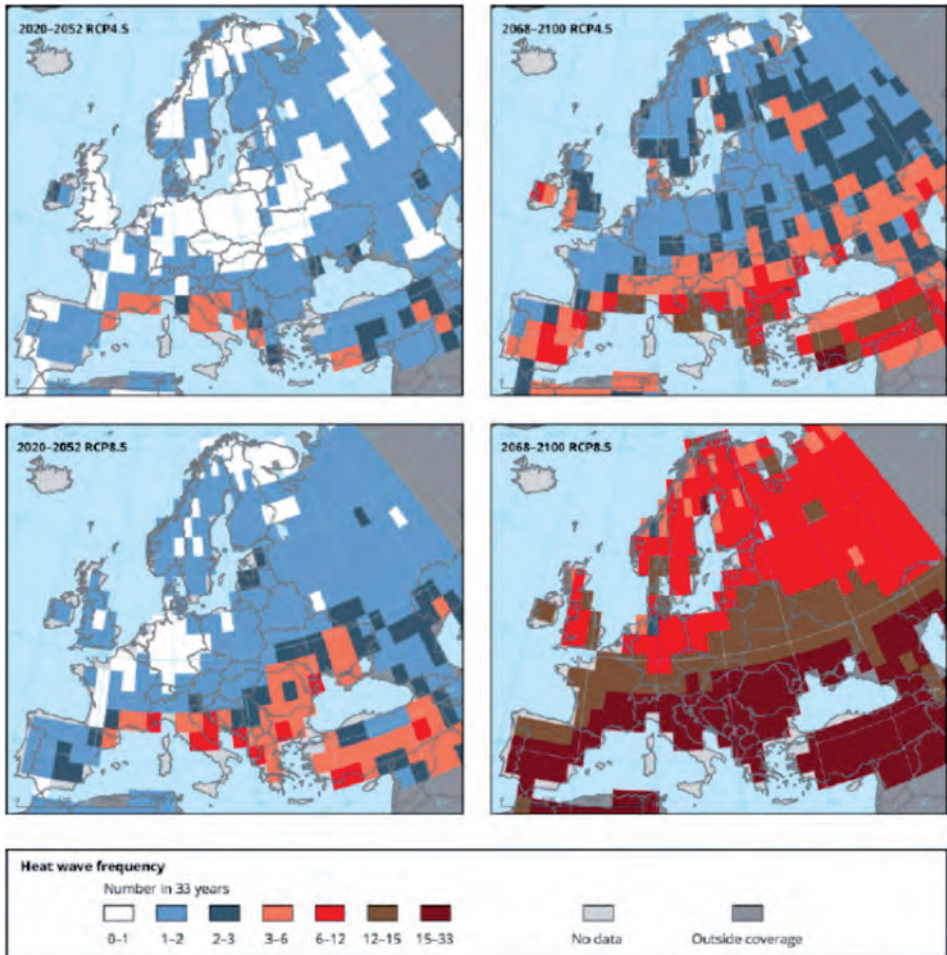 2020–2052 RCP4.5
2068–2100 RCP4.5
2020–2052 RCP8.5
2068–2100 RCP8.5
Heat wave frequency
Number in 33 years
0–1 1–2 2–3 3–6 6–12 12–15 15–33 No data Outside coverage